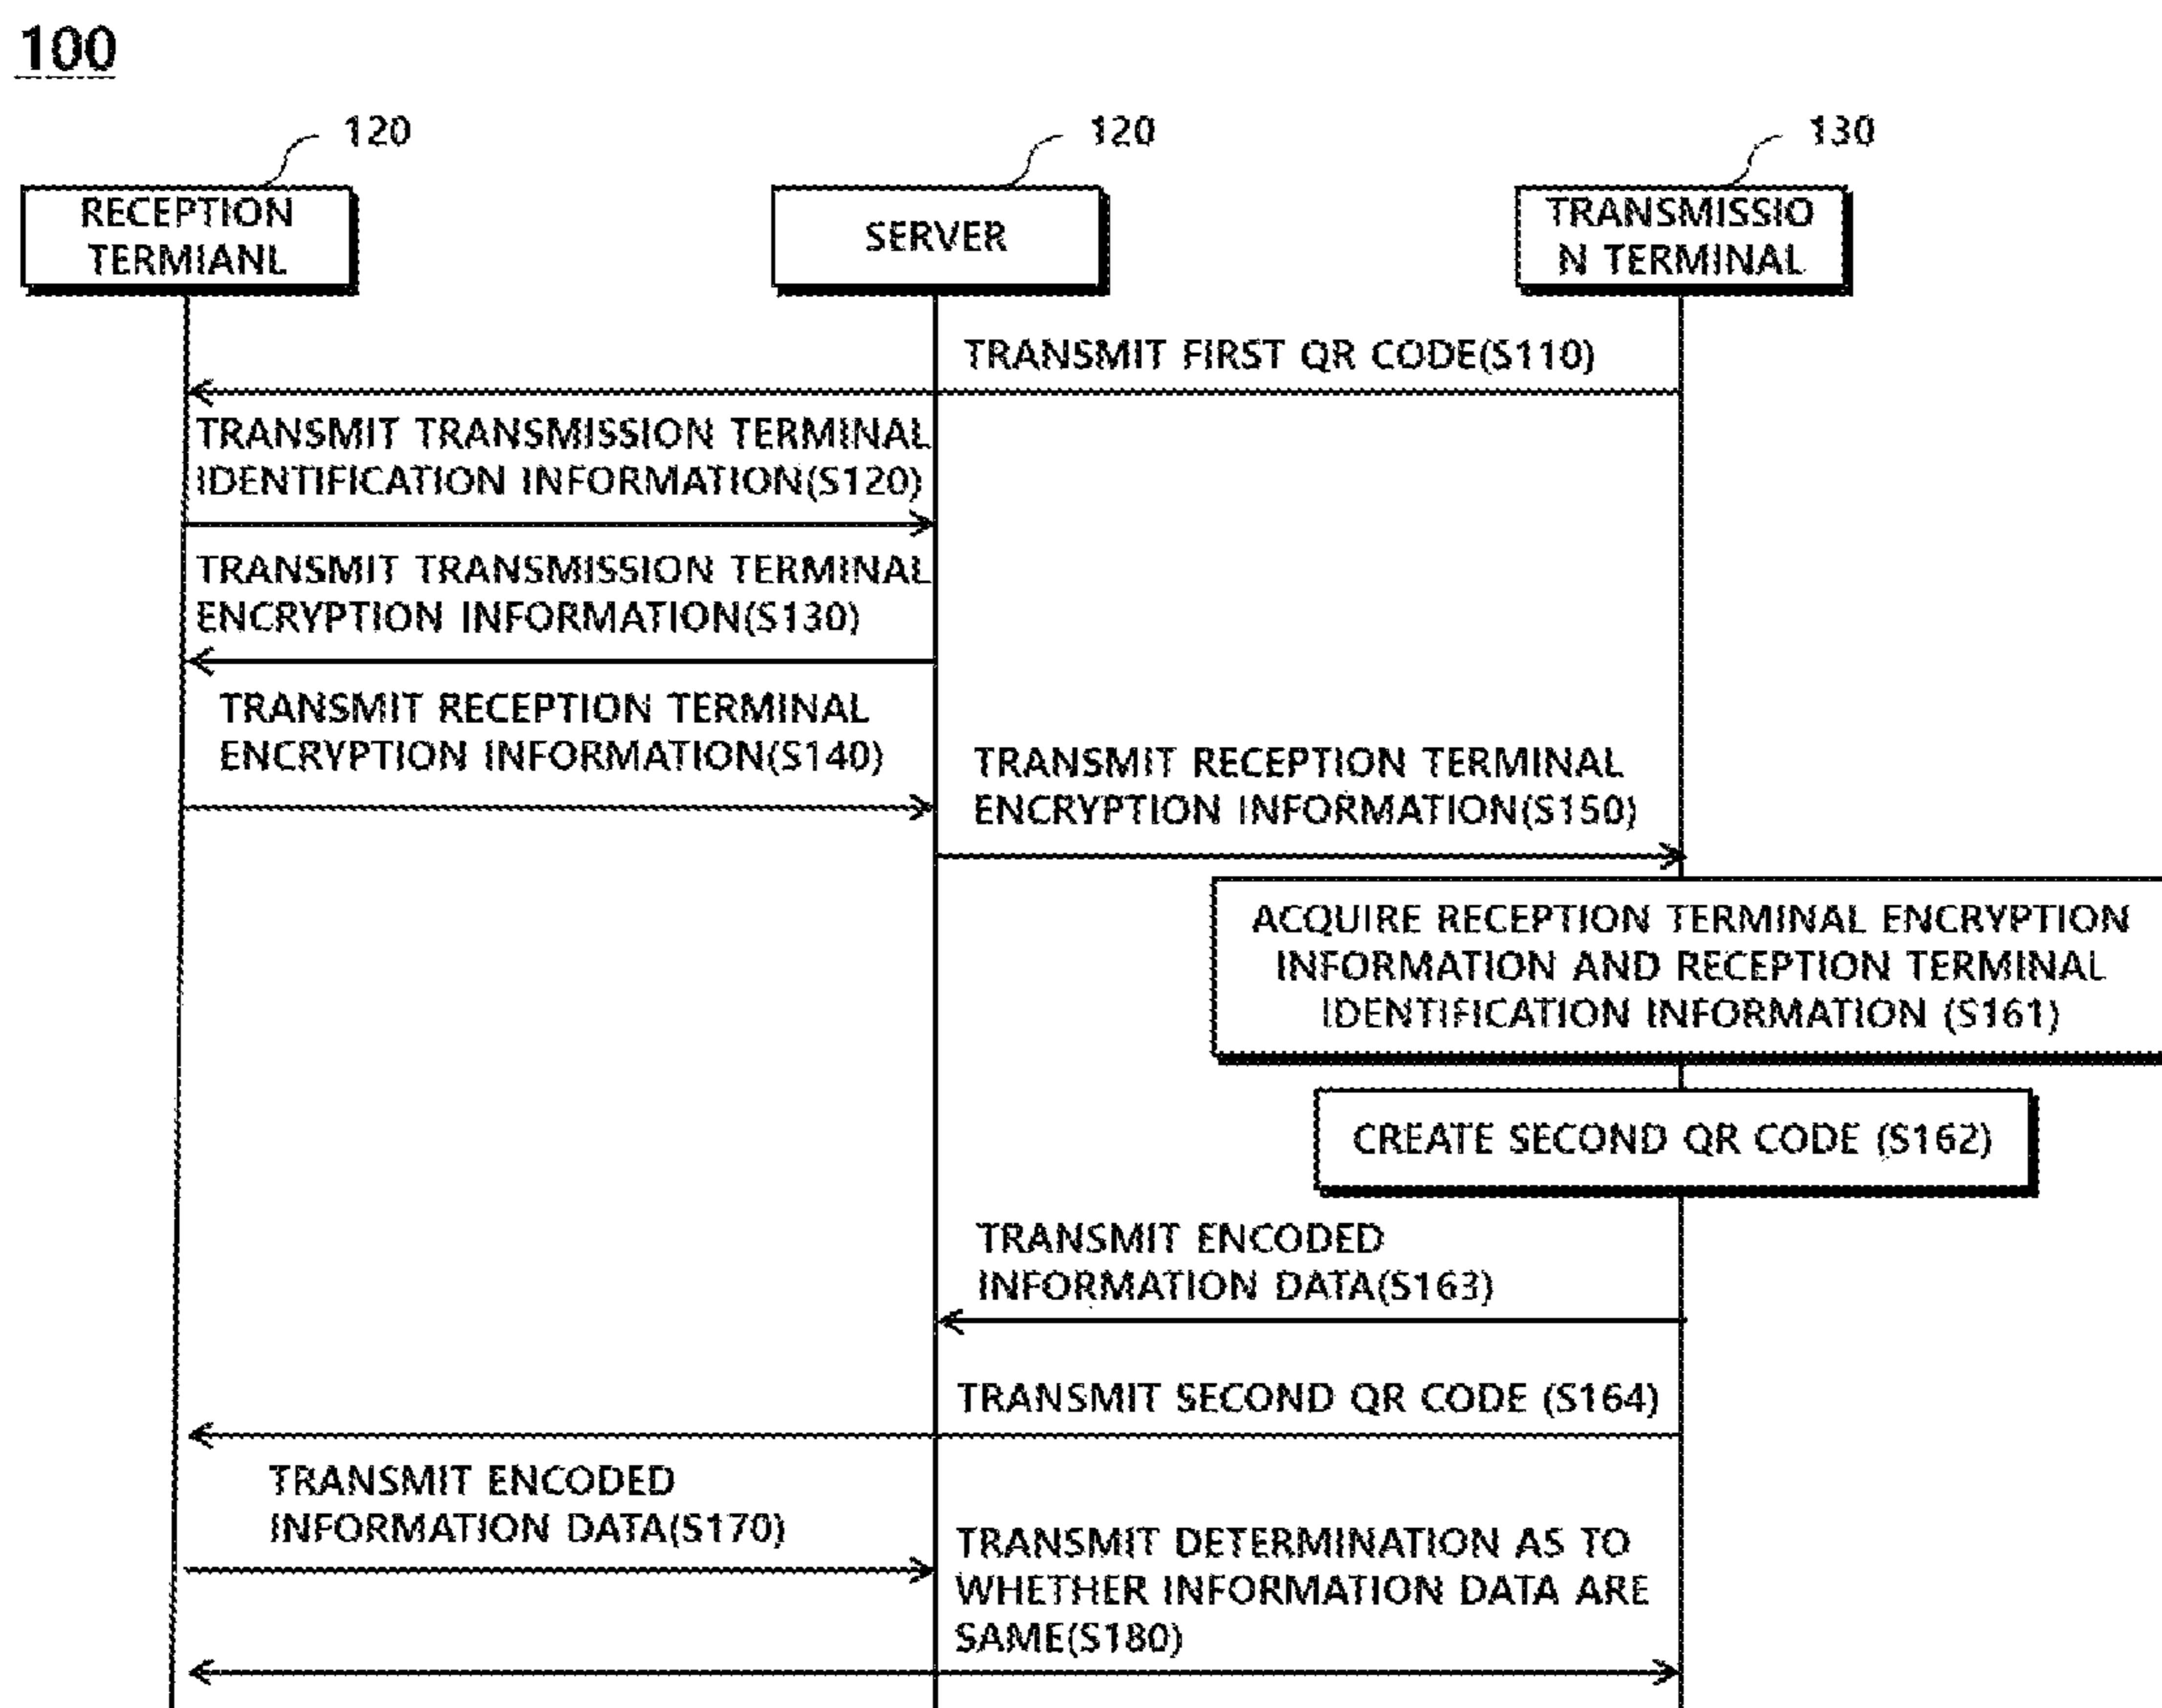 100
120
120
130
RECEPTION
TERMIANL
SERVER
TRANSMISSIO
N TERMINAL
TRANSMIT FIRST QR CODE(S110)
TRANSMIT TRANSMISSION TERMINAL
IDENTIFICATION INFORMATION(S120)
TRANSMIT TRANSMISSION TERMINAL
ENCRYPTION INFORMATION(S130)
TRANSMIT RECEPTION TERMINAL
ENCRYPTION INFORMATION(S140)
TRANSMIT RECEPTION TERMINAL
ENCRYPTION INFORMATION(S150)
ACQUIRE RECEPTION TERMINAL ENCRYPTION
INFORMATION AND RECEPTION TERMINAL
IDENTIFICATION INFORMATION (S161)
CREATE SECOND QR CODE (S162)
TRANSMIT ENCODED
INFORMATION DATA(S163)
TRANSMIT SECOND QR CODE (S164)
TRANSMIT ENCODED
INFORMATION DATA(S170)
TRANSMIT DETERMINATION AS TO
WHETHER INFORMATION DATA ARE
SAME(S180)